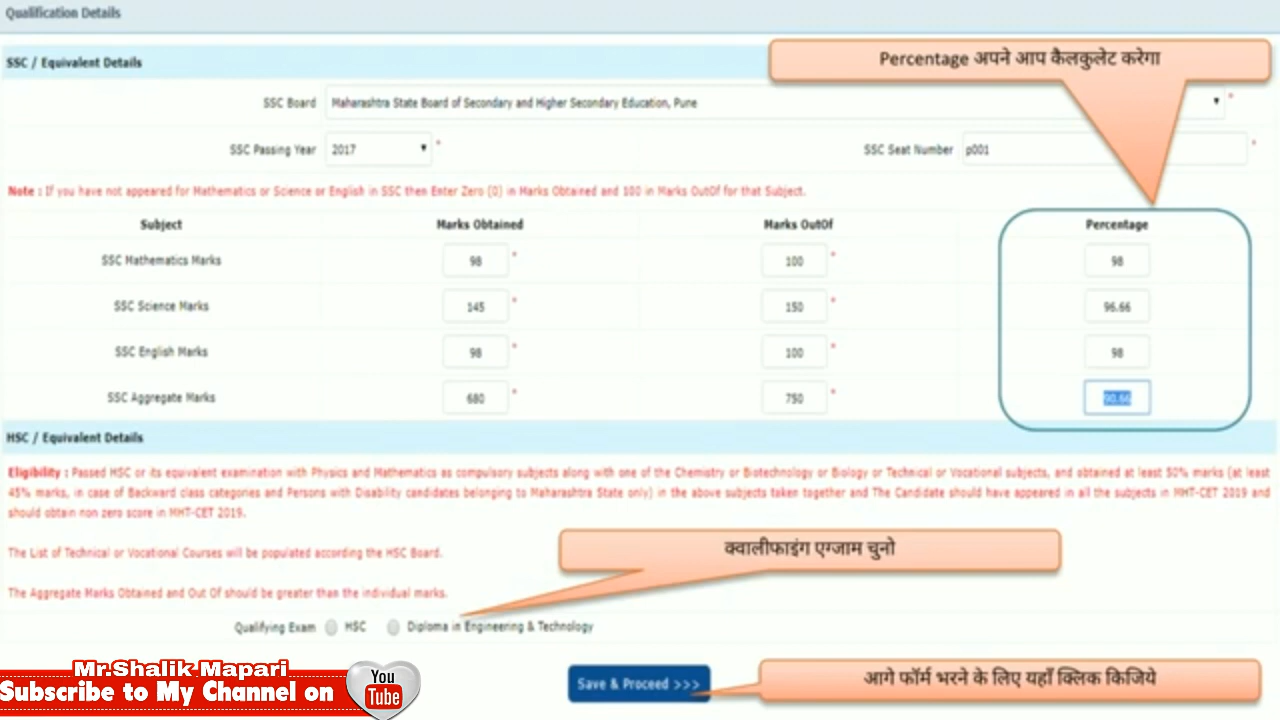 Qualification Details
SSC / Equivalent Details
Percentage अपने आप कैलकुलेट करेगा
SSC Board Maharashtra State Board of Secondary and Higher Secondary Education, Pune *
SSC Passing Year 2017 * SSC Seat Number p001 *
Note : If you have not appeared for Mathematics or Science or English in SSC then Enter Zero (0) in Marks Obtained and 100 in Marks OutOf for that Subject.
Subject Marks Obtained Marks OutOf Percentage
SSC Mathematics Marks 98 * 100 * 98
SSC Science Marks 145 * 150 * 96.66
SSC English Marks 98 * 100 * 98
SSC Aggregate Marks 680 * 750 * 90.66
HSC / Equivalent Details
Eligibility : Passed HSC or its equivalent examination with Physics and Mathematics as compulsory subjects along with one of the Chemistry or Biotechnology or Biology or Technical or Vocational subjects, and obtained at least 50% marks (at least
45% marks, in case of Backward class categories and Persons with Disability candidates belonging to Maharashtra State only) in the above subjects taken together and The Candidate should have appeared in all the subjects in MHT-CET 2019 and
should obtain non zero score in MHT-CET 2019.
क्वालीफाइंग एग्जाम चुनो
The List of Technical or Vocational Courses will be populated according the HSC Board.
The Aggregate Marks Obtained and Out Of should be greater than the individual marks.
Qualifying Exam HSC Diploma in Engineering & Technology
Mr.Shalik Mapari
Subscribe to My Channel on
You
Tube
Save & Proceed >>>
आगे फॉर्म भरने के लिए यहाँ क्लिक किजिये